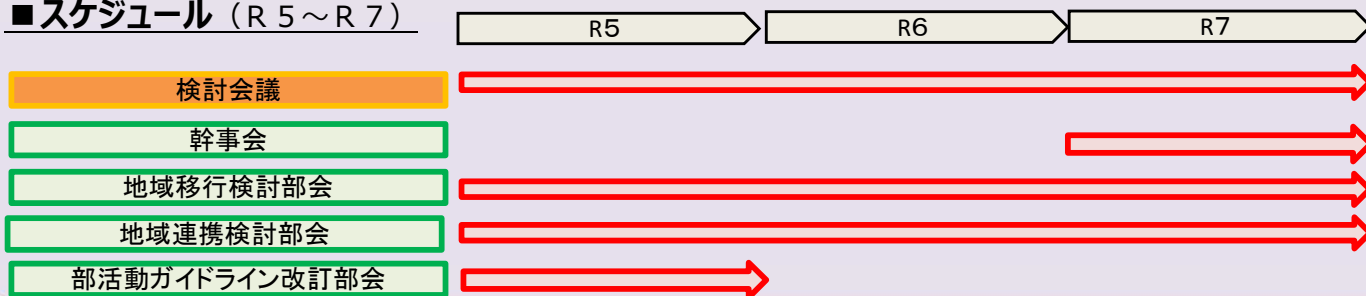 ■スケジュール（R５～R７）
R5 R6 R7
検討会議
幹事会
地域移行検討部会
地域連携検討部会
部活動ガイドライン改訂部会